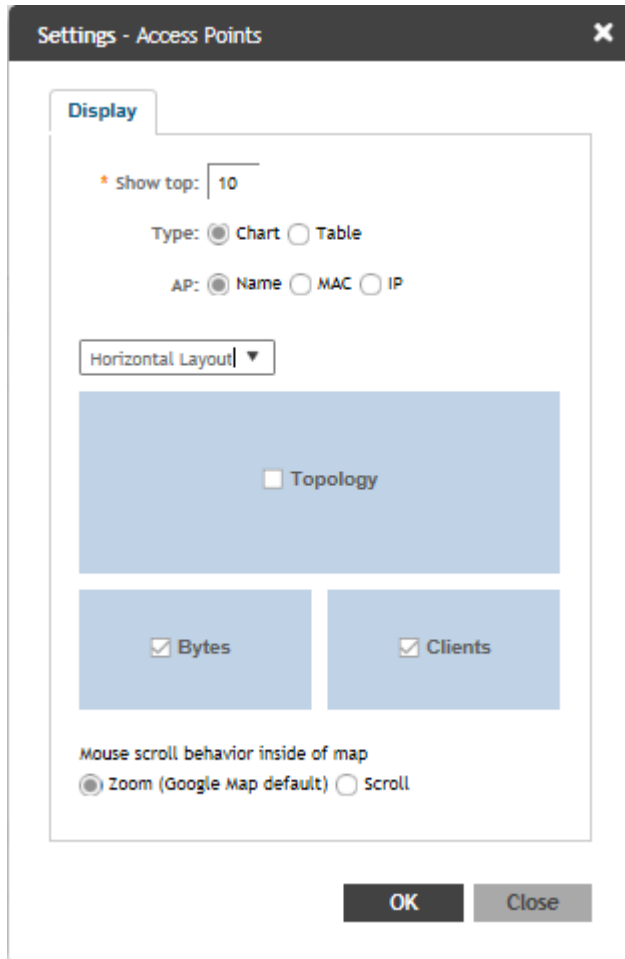 Settings - Access Points
Display
* Show top: 10
Type: Chart Table
AP: Name MAC IP
Horizontal Layout
Topology
Bytes Clients
Mouse scroll behavior inside of map
Zoom (Google Map default) Scroll
OK Close